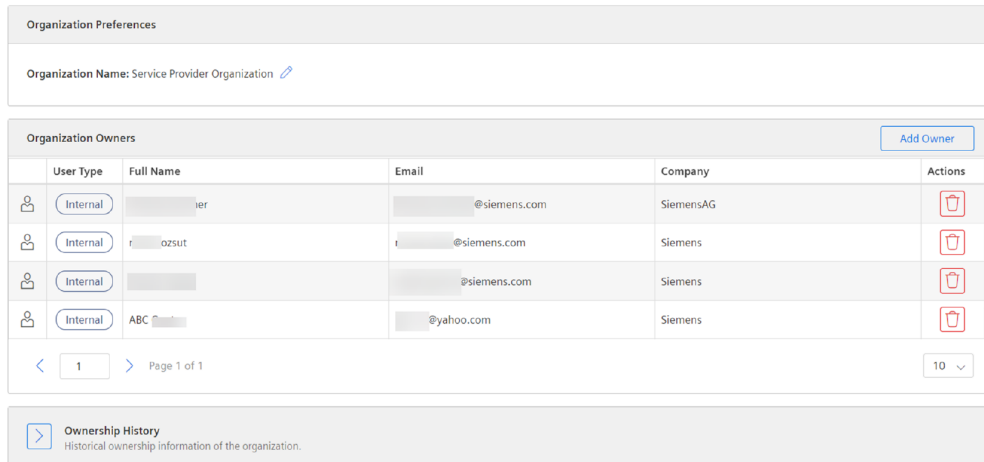 Organization Preferences
Organization Name: Service Provider Organization
Organization Owners
Add Owner
User Type Full Name Email Company Actions
Internal @siemens.com SiemensAG
Internal ozsut @siemens.com Siemens
Internal @siemens.com Siemens
Internal ABC @yahoo.com Siemens
1 Page 1 of 1 10
Ownership History
Historical ownership information of the organization.